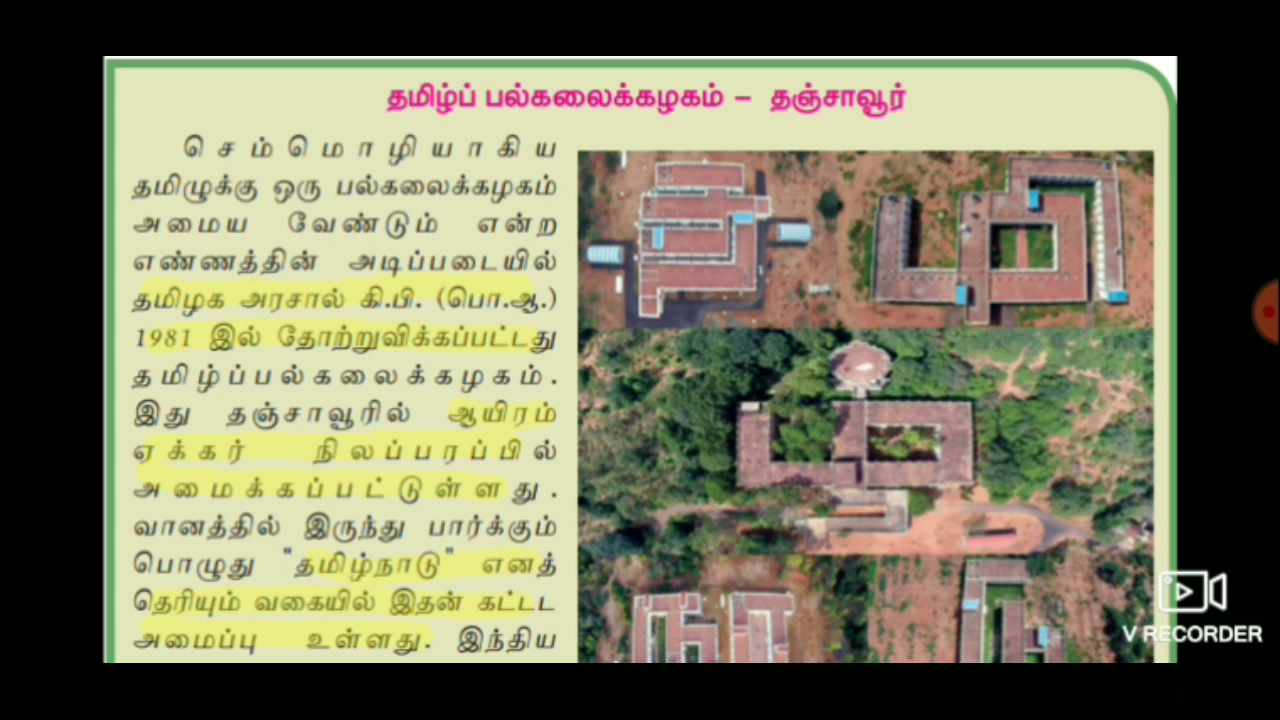 தமிழ்ப் பல்கலைக்கழகம் – தஞ்சாவூர்
செம்மொழியாகிய
தமிழுக்கு ஒரு பல்கலைக்கழகம்
அமைய வேண்டும் என்ற
எண்ணத்தின் அடிப்படையில்
தமிழக அரசால் கி.பி. (பொ.ஆ.)
1981 இல் தோற்றுவிக்கப்பட்டது
தமிழ்ப்பல்கலைக்கழகம்.
இது தஞ்சாவூரில் ஆயிரம்
ஏக்கர் நிலப்பரப்பில்
அமைக்கப்பட்டுள்ளது.
வானத்தில் இருந்து பார்க்கும்
பொழுது "தமிழ்நாடு" எனத்
தெரியும் வகையில் இதன் கட்டட
அமைப்பு உள்ளது. இந்திய
V RECORDER